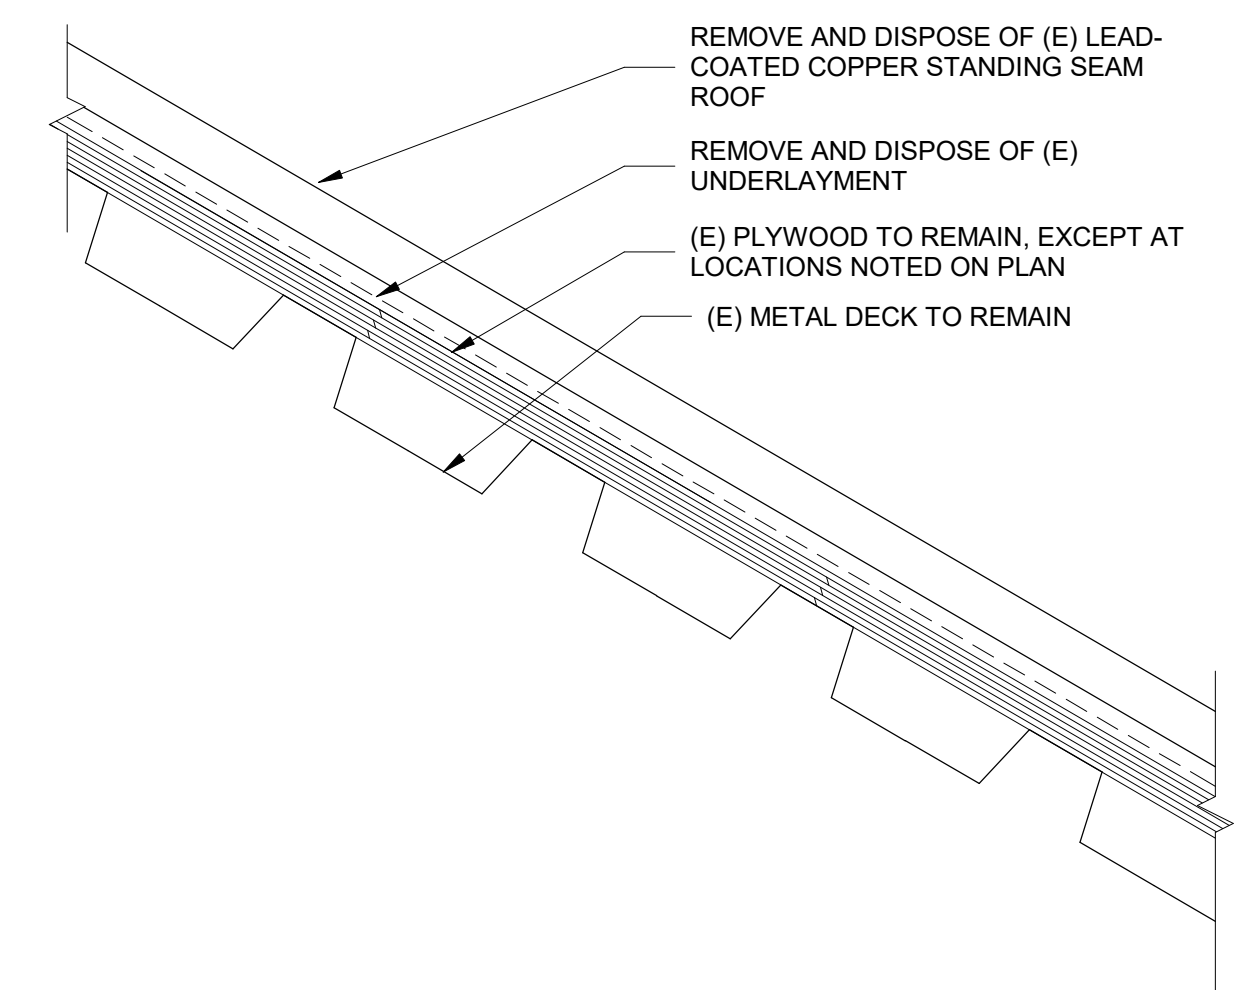 REMOVE AND DISPOSE OF (E) LEAD-
COATED COPPER STANDING SEAM
ROOF
REMOVE AND DISPOSE OF (E)
UNDERLAYMENT
(E) PLYWOOD TO REMAIN, EXCEPT AT
LOCATIONS NOTED ON PLAN
(E) METAL DECK TO REMAIN